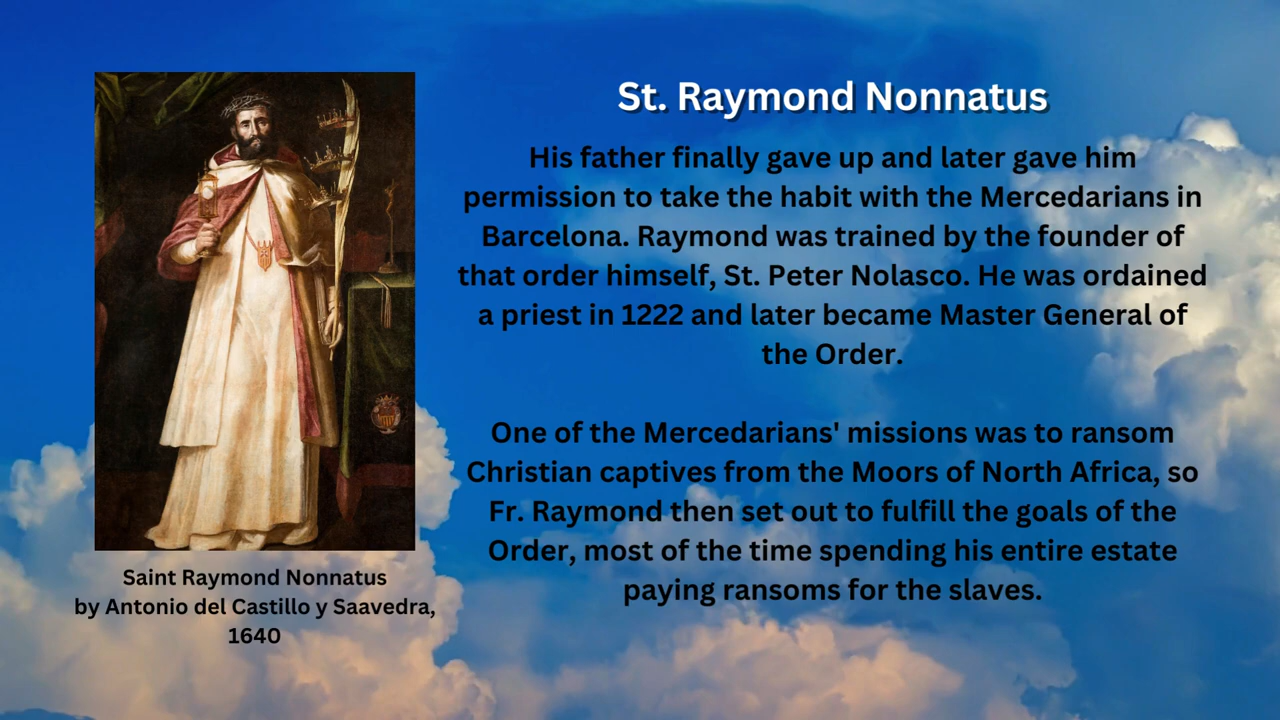 St. Raymond Nonnatus
His father finally gave up and later gave him
permission to take the habit with the Mercedarians in
Barcelona. Raymond was trained by the founder of
that order himself, St. Peter Nolasco. He was ordained
a priest in 1222 and later became Master General of
the Order.
One of the Mercedarians' missions was to ransom
Christian captives from the Moors of North Africa, so
Fr. Raymond then set out to fulfill the goals of the
Order, most of the time spending his entire estate
paying ransoms for the slaves.
Saint Raymond Nonnatus
by Antonio del Castillo y Saavedra,
1640